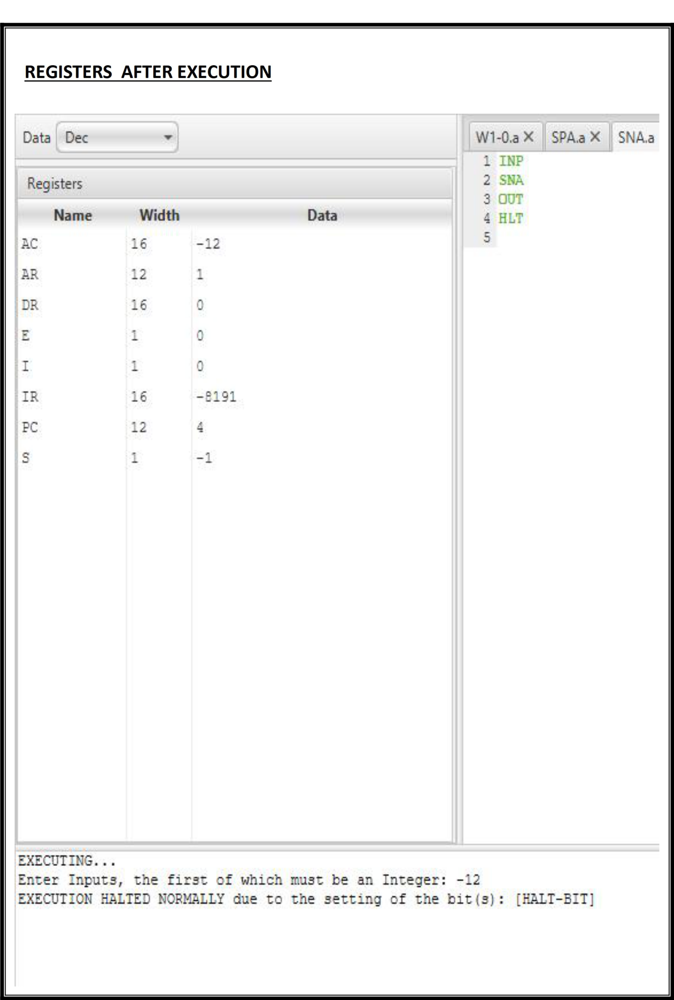 REGISTERS  AFTER EXECUTION
Data Dec
Registers
Name Width Data
AC 16 -12
AR 12 1
DR 16 0
E 1 0
I 1 0
IR 16 -8191
PC 12 4
S 1 -1
W1-0.a X SPA.a X SNA.a
1 INP
2 SNA
3 OUT
4 HLT
5
EXECUTING...
Enter Inputs, the first of which must be an Integer: -12
EXECUTION HALTED NORMALLY due to the setting of the bit(s): [HALT-BIT]